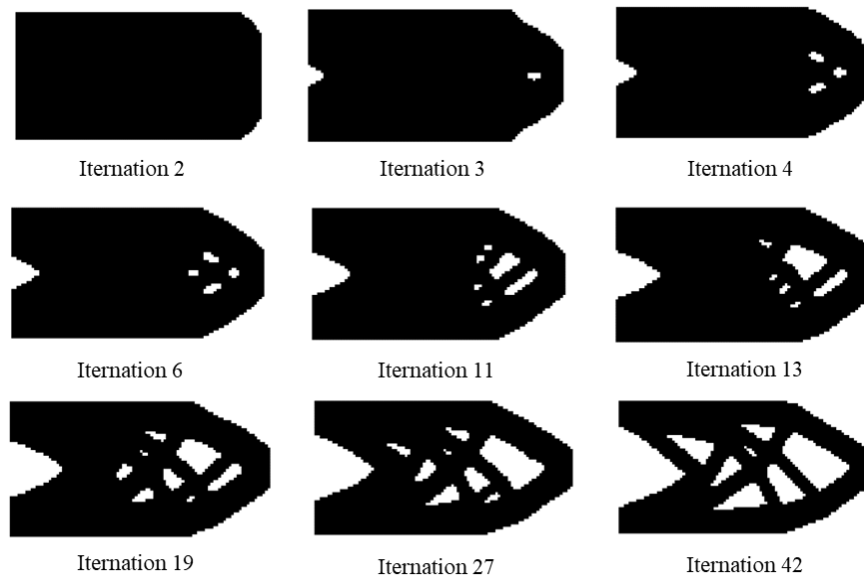 Iternation 2
Iternation 3
Iternation 4
Iternation 6
Iternation 11
Iternation 13
Iternation 19
Iternation 27
Iternation 42